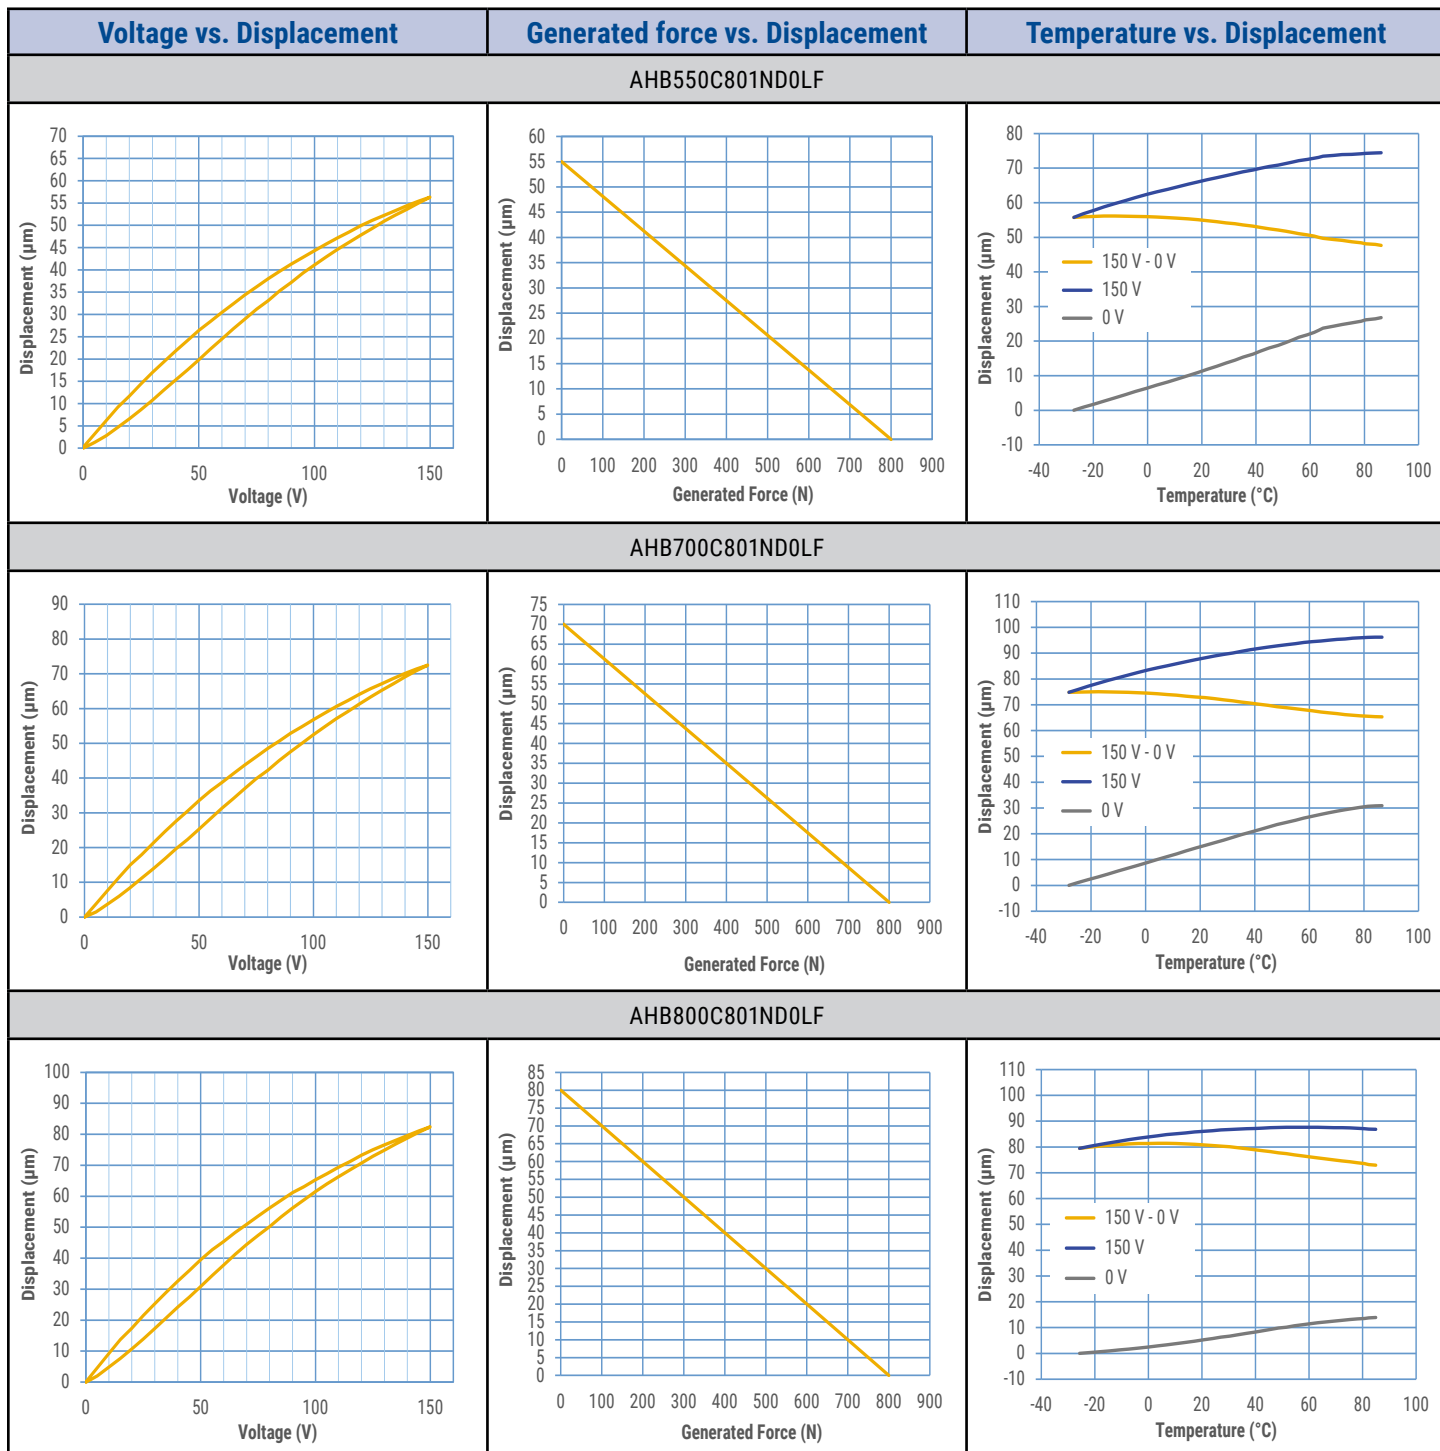 Voltage vs. Displacement
Generated force vs. Displacement
Temperature vs. Displacement
AHB550C801ND0LF
70
65
60
55
50
45
40
35
30
25
20
15
10
5
0
Displacement (µm)
0 50 100 150
Voltage (V)
60
55
50
45
40
35
30
25
20
15
10
5
0
Displacement (µm)
0 100 200 300 400 500 600 700 800 900
Generated Force (N)
80
70
60
50
40
30
20
10
0
-10
Displacement (µm)
150 V - 0 V
150 V
0 V
-40 -20 0 20 40 60 80 100
Temperature (°C)
AHB700C801ND0LF
90
80
70
60
50
40
30
20
10
0
Displacement (µm)
0 50 100 150
Voltage (V)
75
70
65
60
55
50
45
40
35
30
25
20
15
10
5
0
Displacement (µm)
0 100 200 300 400 500 600 700 800 900
Generated Force (N)
110
100
90
80
70
60
50
40
30
20
10
0
-10
Displacement (µm)
150 V - 0 V
150 V
0 V
-40 -20 0 20 40 60 80 100
Temperature (°C)
AHB800C801ND0LF
100
90
80
70
60
50
40
30
20
10
0
Displacement (µm)
0 50 100 150
Voltage (V)
85
80
75
70
65
60
55
50
45
40
35
30
25
20
15
10
5
0
Displacement (µm)
0 100 200 300 400 500 600 700 800 900
Generated Force (N)
110
100
90
80
70
60
50
40
30
20
10
0
-10
Displacement (µm)
150 V - 0 V
150 V
0 V
-40 -20 0 20 40 60 80 100
Temperature (°C)